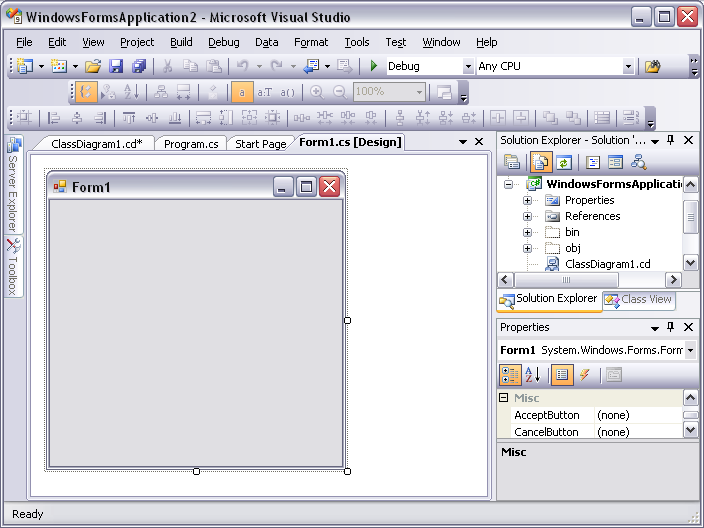 WindowsFormsApplication2 - Microsoft Visual Studio
File Edit View Project Build Debug Data Format Tools Test Window Help
Debug Any CPU
a a:T a() 100%
ClassDiagram1.cd* Program.cs Start Page Form1.cs [Design]
Server Explorer
Toolbox
Form1
Solution Explorer - Solution '...
WindowsFormsApplication
Properties
References
bin
obj
ClassDiagram1.cd
Solution Explorer Class View
Properties
Form1 System.Windows.Forms.Form
Misc
AcceptButton (none)
CancelButton (none)
Misc
Ready